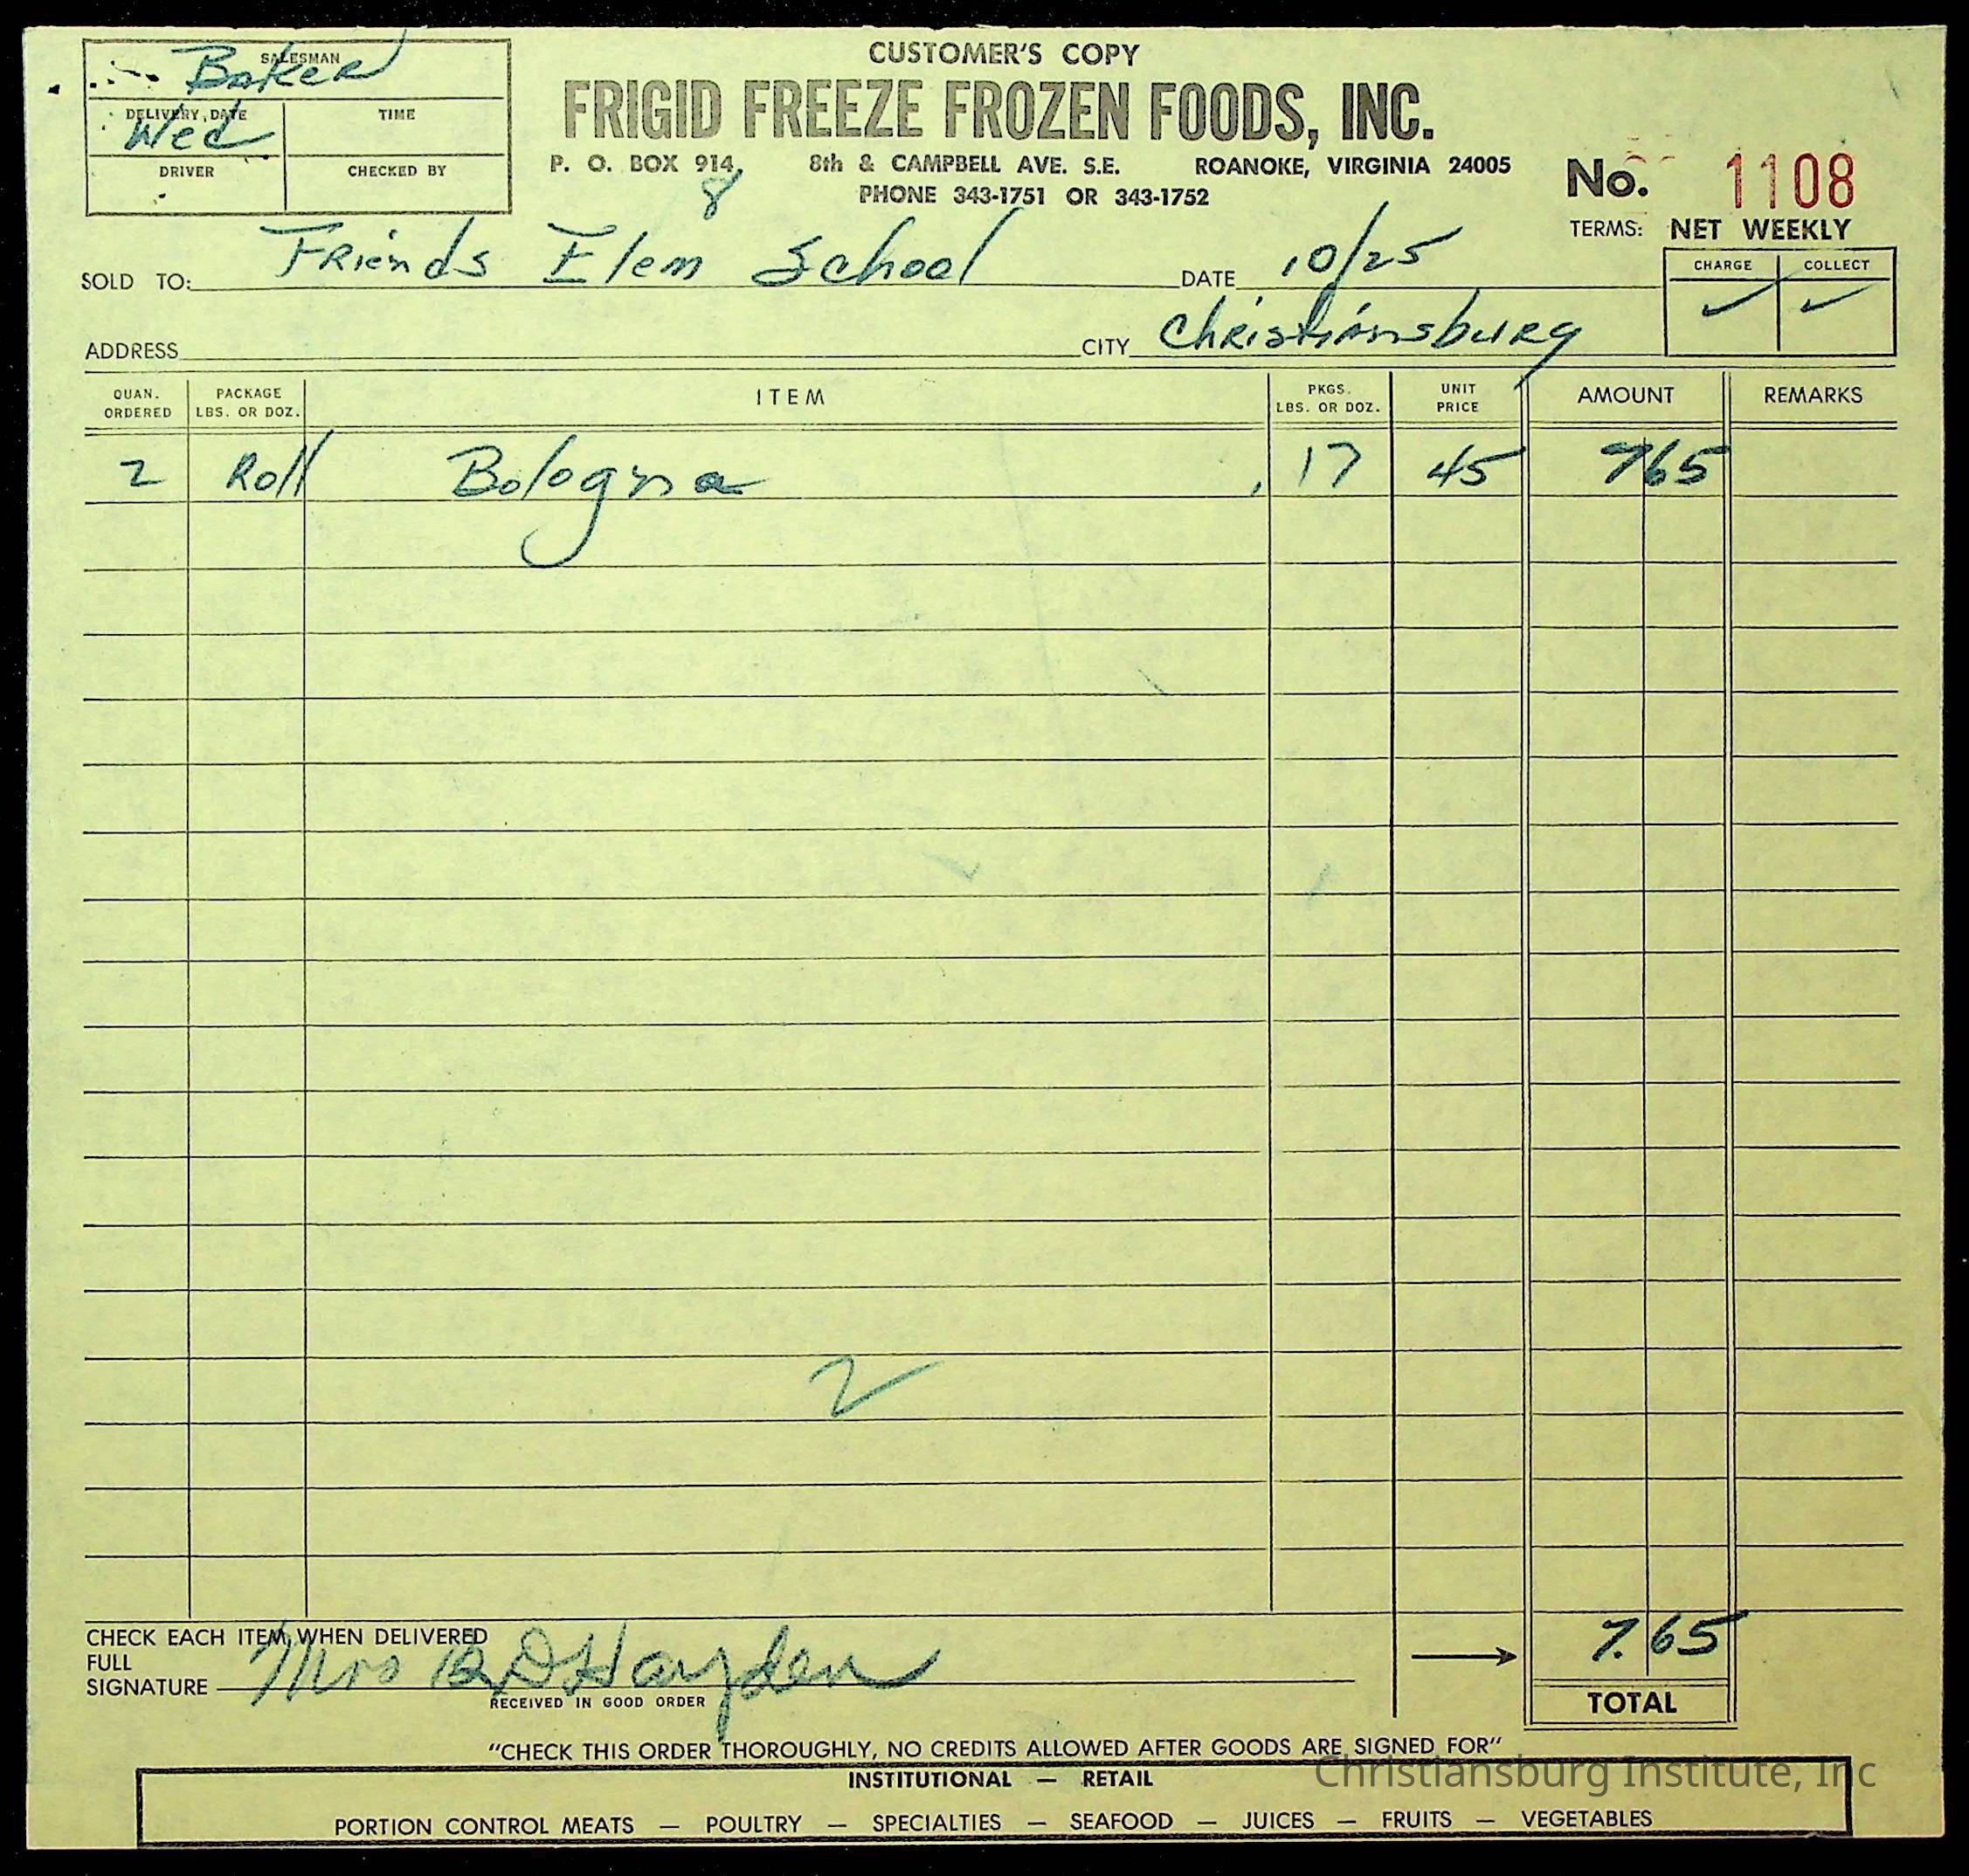 SALESMAN
Baker
DELIVERY DATE
Wed
TIME
DRIVER
CHECKED BY
CUSTOMER'S COPY
FRIGID FREEZE FROZEN FOODS, INC.
P. O. BOX 914, 8th & CAMPBELL AVE. S.E. ROANOKE, VIRGINIA 24005
8
PHONE 343-1751 OR 343-1752
No. 1108
TERMS: NET WEEKLY
CHARGE COLLECT
✓ ✓
SOLD TO: Friends Elem School DATE 10/25
ADDRESS CITY Christiansburg
QUAN. ORDERED PACKAGE LBS. OR DOZ. ITEM PKGS. LBS. OR DOZ. UNIT PRICE AMOUNT REMARKS
2 Roll Bologna 17 45 765
CHECK EACH ITEM WHEN DELIVERED
FULL
SIGNATURE Mrs B D Hayden
RECEIVED IN GOOD ORDER
7.65
TOTAL
"CHECK THIS ORDER THOROUGHLY, NO CREDITS ALLOWED AFTER GOODS ARE SIGNED FOR"
Christiansburg Institute, Inc
INSTITUTIONAL — RETAIL
PORTION CONTROL MEATS — POULTRY — SPECIALTIES — SEAFOOD — JUICES — FRUITS — VEGETABLES